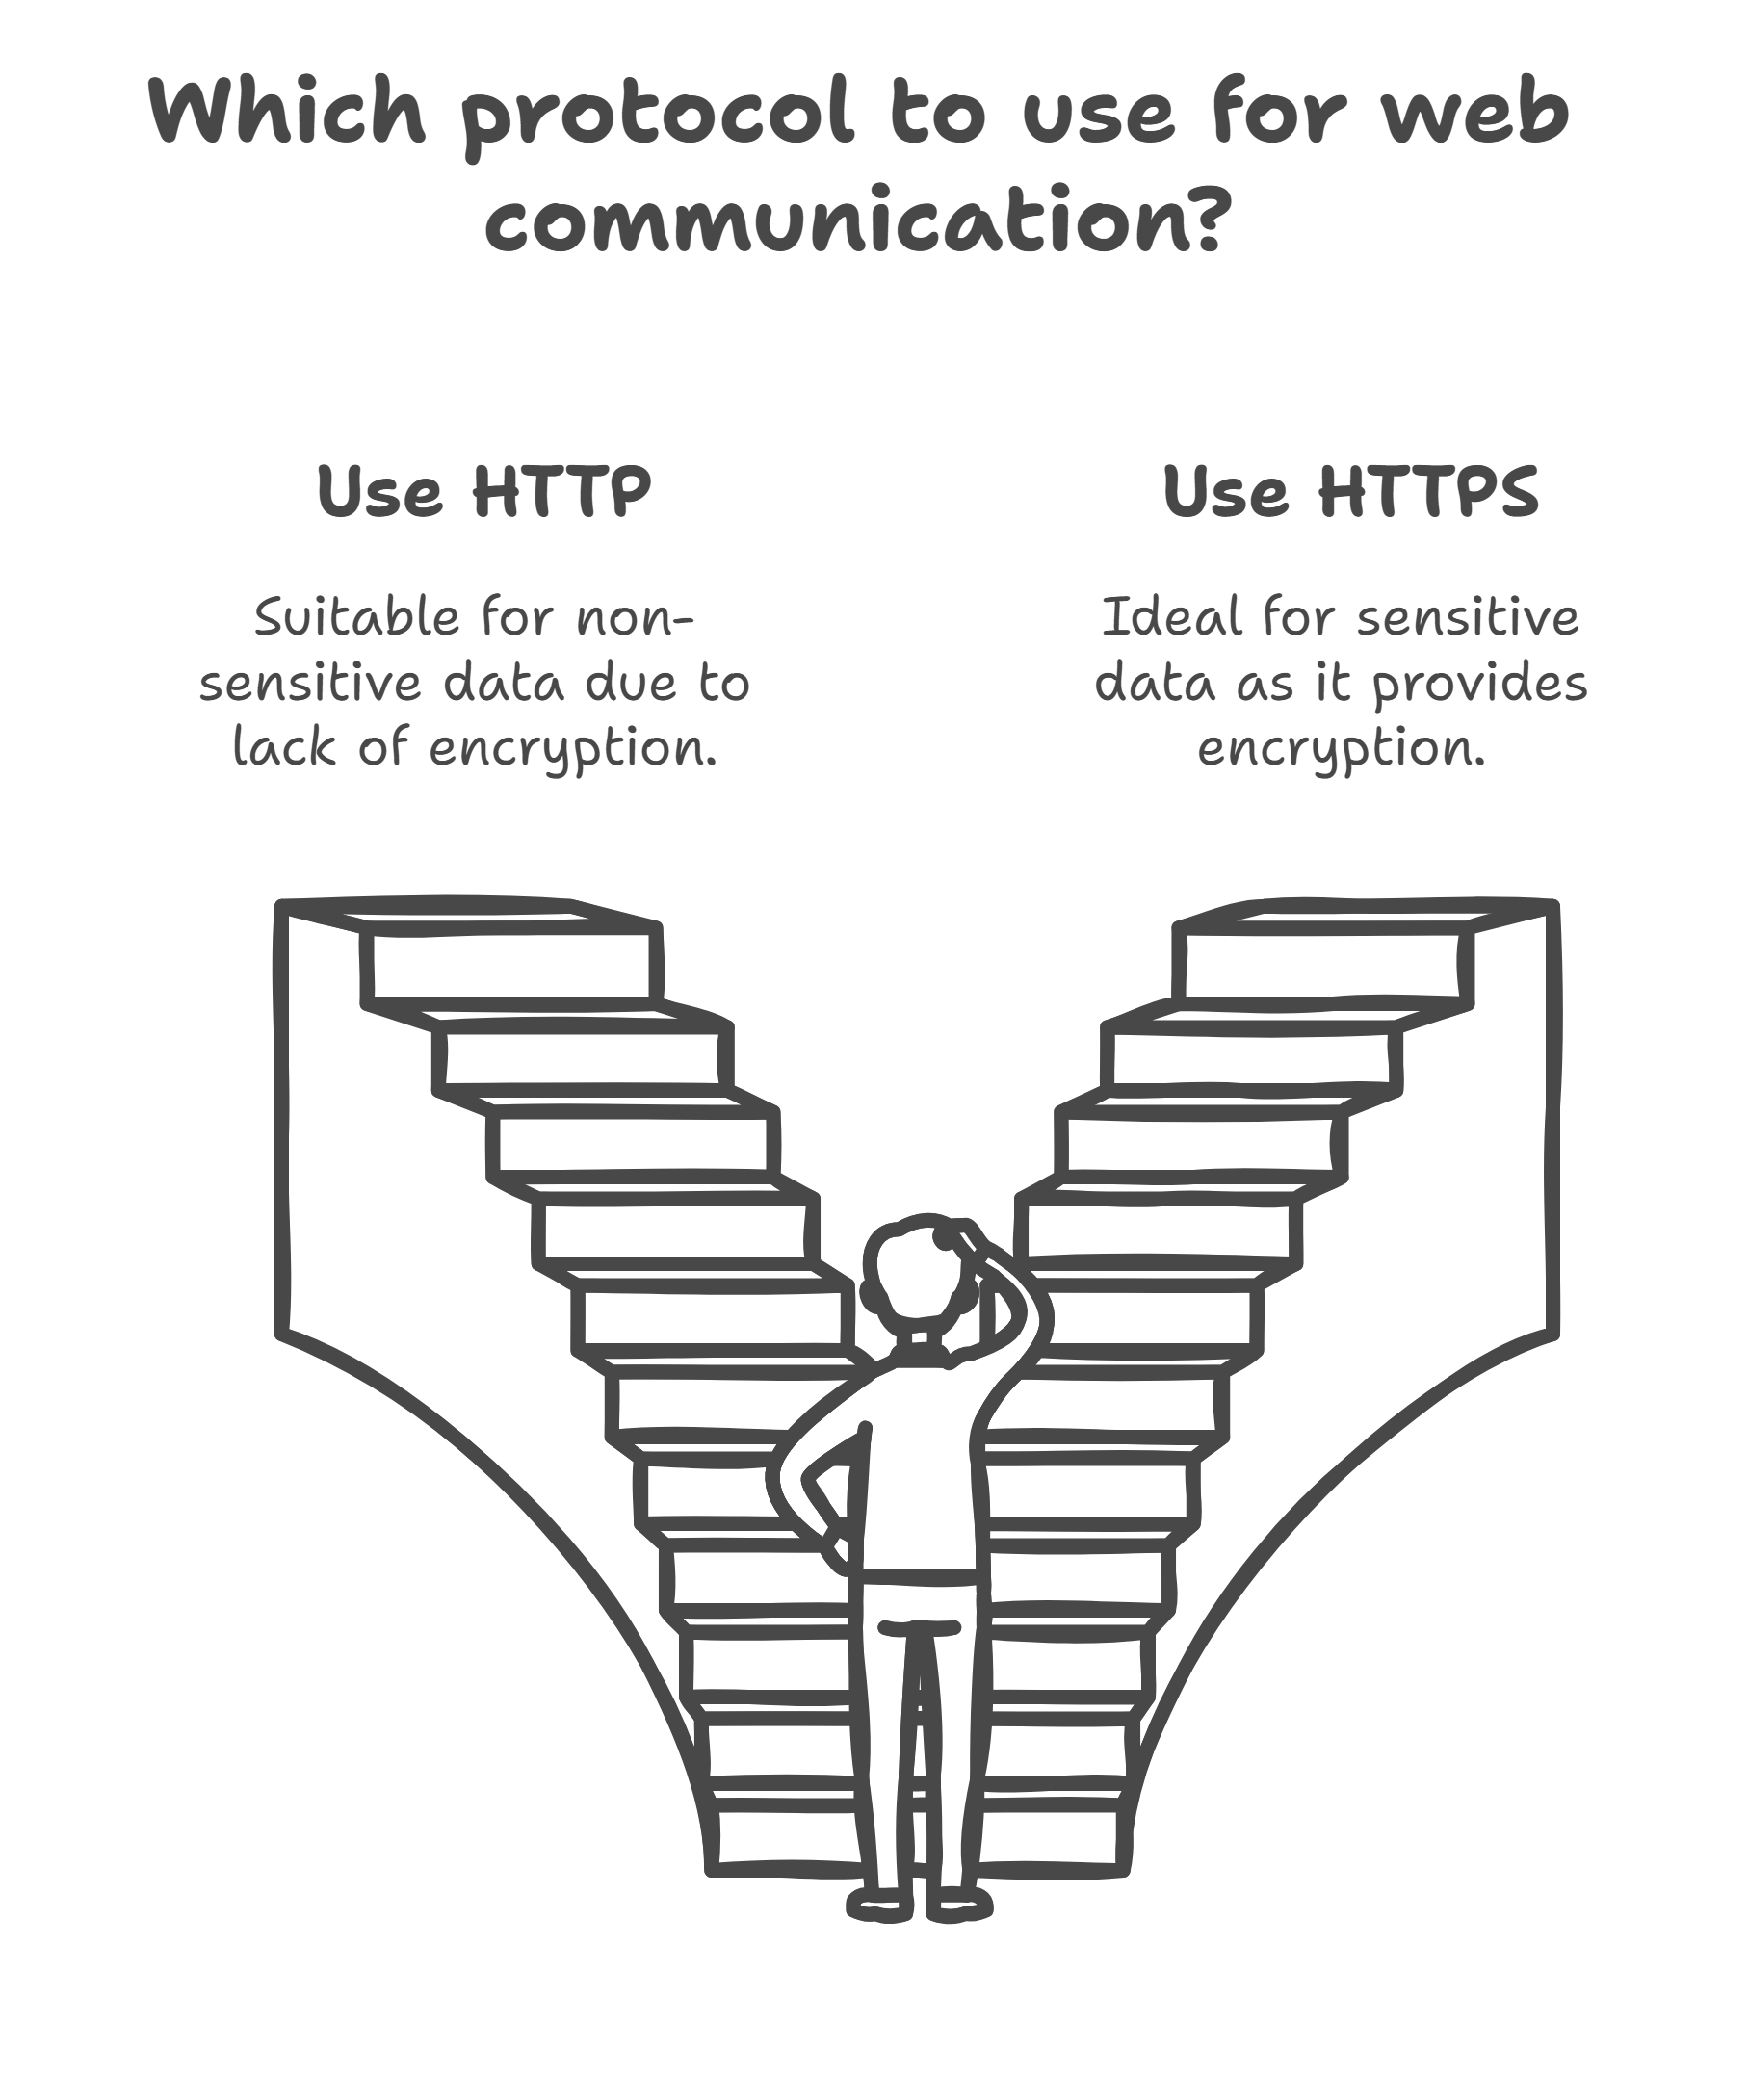 Which protocol to use for web
communication?
Use HTTP
Suitable for non-
sensitive data due to
lack of encryption.
Use HTTPS
Ideal for sensitive
data as it provides
encryption.